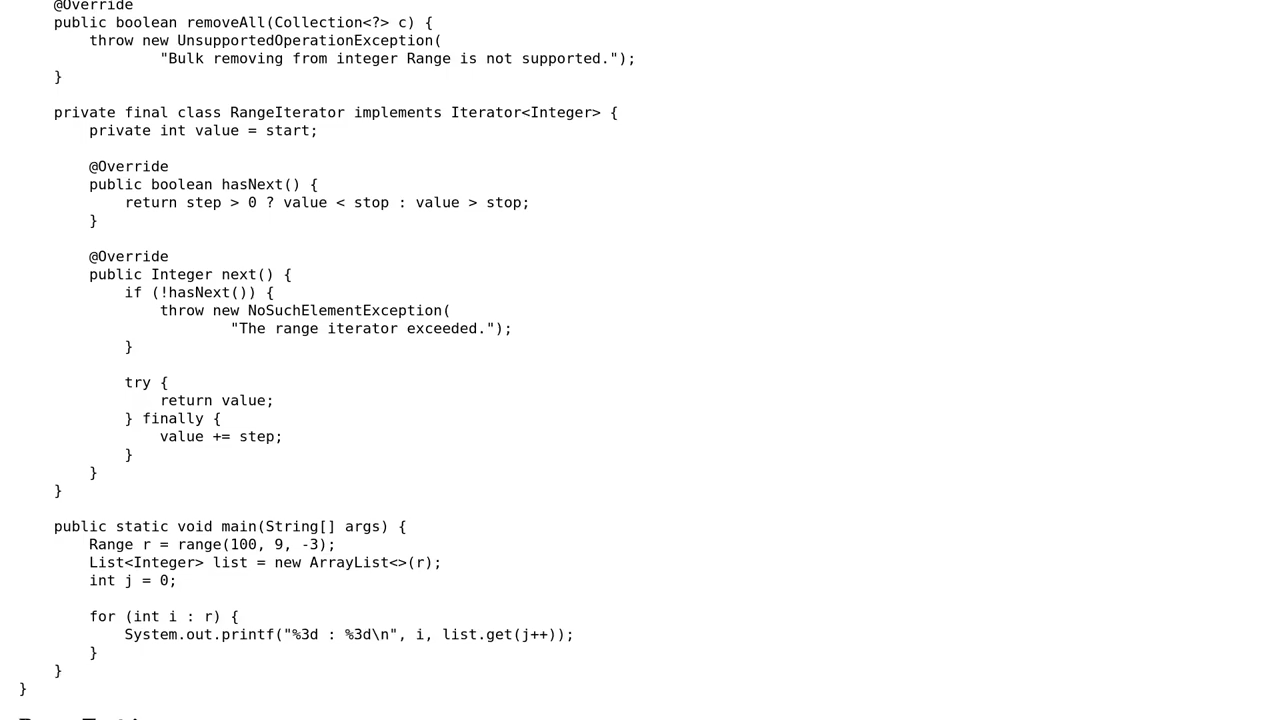 @Override
    public boolean removeAll(Collection<?> c) {
        throw new UnsupportedOperationException(
                "Bulk removing from integer Range is not supported.");
    }

    private final class RangeIterator implements Iterator<Integer> {
        private int value = start;

        @Override
        public boolean hasNext() {
            return step > 0 ? value < stop : value > stop;
        }

        @Override
        public Integer next() {
            if (!hasNext()) {
                throw new NoSuchElementException(
                        "The range iterator exceeded.");
            }

            try {
                return value;
            } finally {
                value += step;
            }
        }
    }

    public static void main(String[] args) {
        Range r = range(100, 9, -3);
        List<Integer> list = new ArrayList<>(r);
        int j = 0;

        for (int i : r) {
            System.out.printf("%3d : %3d\n", i, list.get(j++));
        }
    }
}